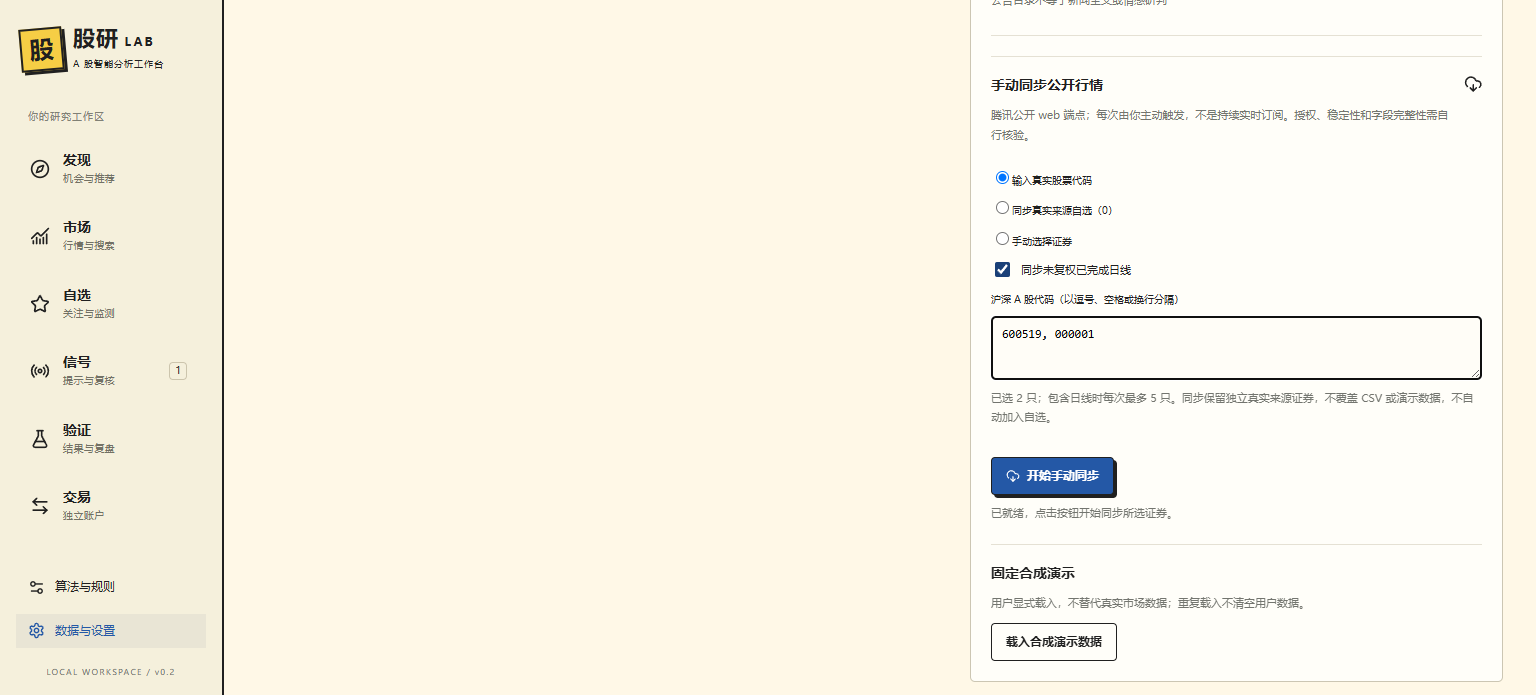 股
股研 LAB
A 股智能分析工作台
你的研究工作区
发现
机会与推荐
市场
行情与搜索
自选
关注与监测
信号
提示与复核
1
验证
结果与复盘
交易
独立账户
算法与规则
数据与设置
LOCAL WORKSPACE / v0.2
手动同步公开行情
腾讯公开 web 端点；每次由你主动触发，不是持续实时订阅。授权、稳定性和字段完整性需自
行核验。
输入真实股票代码
同步真实来源自选（0）
手动选择证券
同步未复权已完成日线
沪深 A 股代码（以逗号、空格或换行分隔）
600519, 000001
已选 2 只；包含日线时每次最多 5 只。同步保留独立真实来源证券，不覆盖 CSV 或演示数据，不自
动加入自选。
开始手动同步
已就绪，点击按钮开始同步所选证券。
固定合成演示
用户显式载入，不替代真实市场数据；重复载入不清空用户数据。
载入合成演示数据